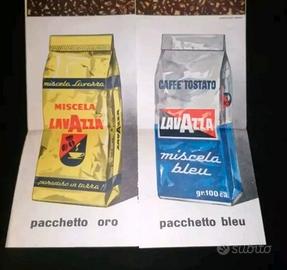 miscela Lavazza
MISCELA
LAVAZZA
paradiso in tazza!
pacchetto oro
CAFFE' TOSTATO
LAVAZZA
miscela
bleu
gr.100 ca.
pacchetto bleu
subito